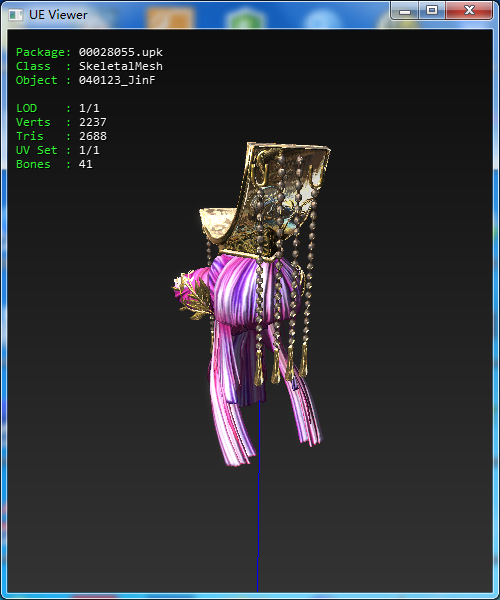 UE Viewer
Package: 00028055.upk
Class : SkeletalMesh
Object : 040123_JinF
LOD : 1/1
Verts : 2237
Tris : 2688
UV Set : 1/1
Bones : 41